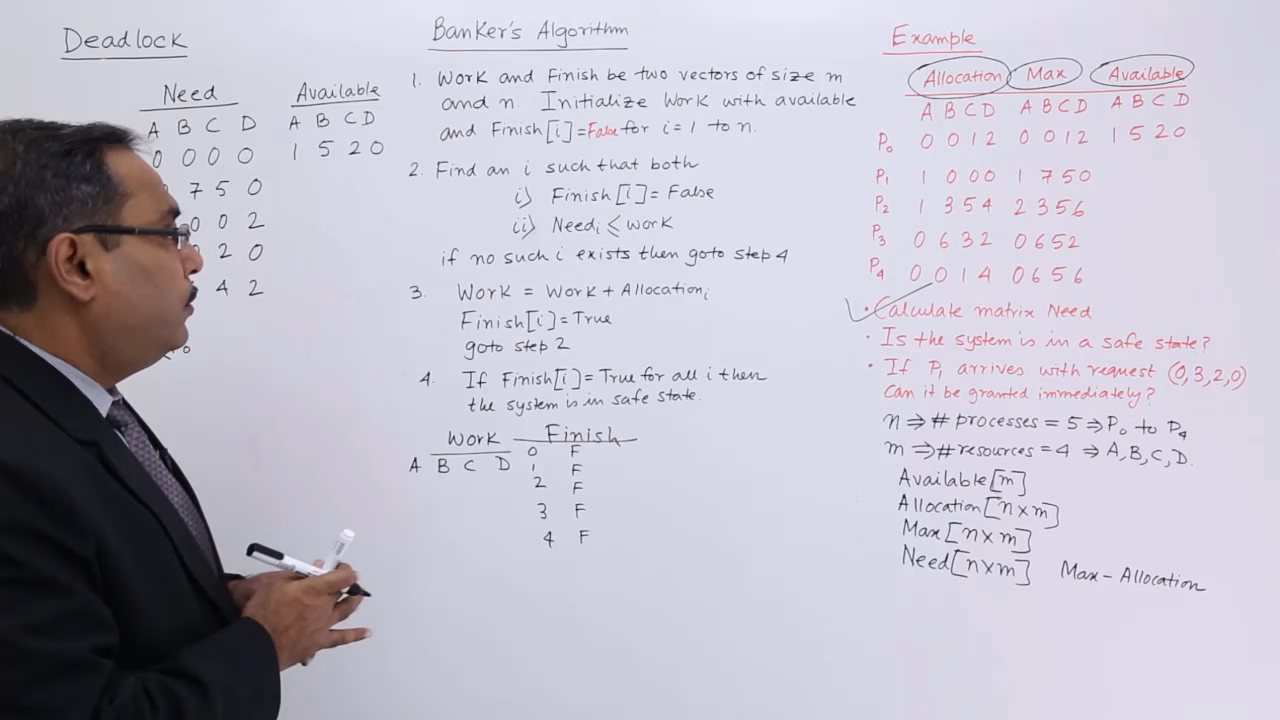 Deadlock
Need Available
A B C D A B C D
0 0 0 0 1 5 2 0
7 5 0
0 0 2
2 0
4 2
Banker's Algorithm
1. Work and Finish be two vectors of size m
and n. Initialize Work with available
and Finish[i]=False for i=1 to n.
2. Find an i such that both
i> Finish[i]=False
ii> Needi ≤ work
if no such i exists then goto step 4
3. Work = Work + Allocationi
Finish[i]=True
goto step 2
4. If Finish[i]=True for all i then
the system is in safe state.
Work Finish
A B C D
0 F
1 F
2 F
3 F
4 F
Example
Allocation Max Available
A B C D A B C D A B C D
P0 0 0 1 2 0 0 1 2 1 5 2 0
P1 1 0 0 0 1 7 5 0
P2 1 3 5 4 2 3 5 6
P3 0 6 3 2 0 6 5 2
P4 0 0 1 4 0 6 5 6
• Calculate matrix Need
• Is the system is in a safe state?
• If P1 arrives with request (0,3,2,0)
Can it be granted immediately?
n ⇒ # processes = 5 ⇒ P0 to P4
m ⇒ #resources = 4 ⇒ A, B, C, D.
Available[m]
Allocation[n×m]
Max[n×m]
Need[n×m] Max - Allocation